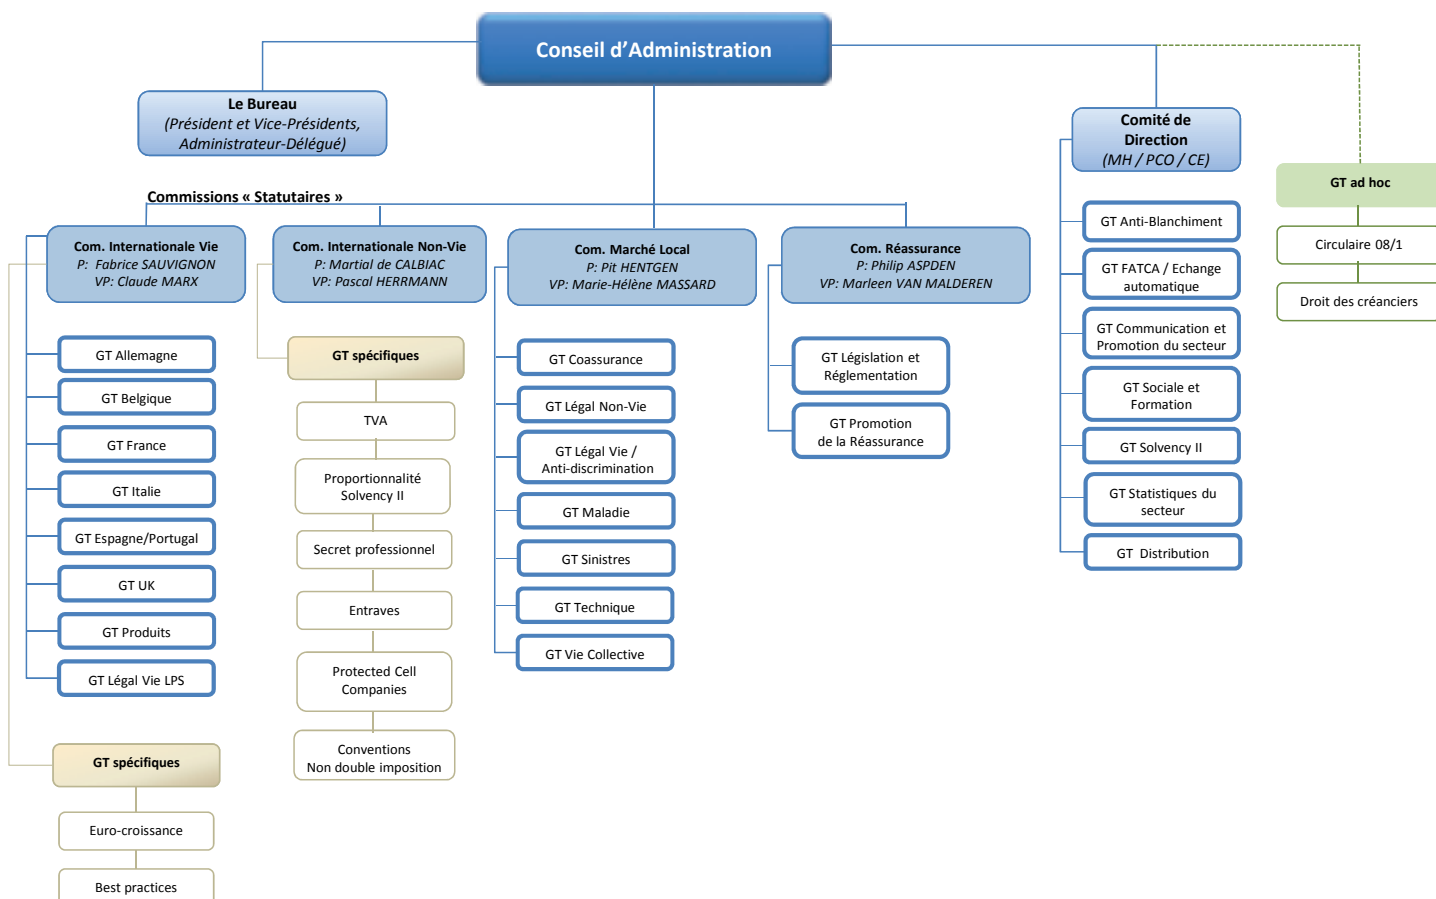 Conseil d'Administration
Le Bureau
(Président et Vice-Présidents,
Administrateur-Délégué)
Comité de
Direction
(MH / PCO / CE)
GT ad hoc
Circulaire 08/1
Droit des créanciers
Commissions « Statutaires »
Com. Internationale Vie
P: Fabrice SAUVIGNON
VP: Claude MARX
Com. Internationale Non-Vie
P: Martial de CALBIAC
VP: Pascal HERRMANN
Com. Marché Local
P: Pit HENTGEN
VP: Marie-Hélène MASSARD
Com. Réassurance
P: Philip ASPDEN
VP: Marleen VAN MALDEREN
GT Allemagne
GT Belgique
GT France
GT Italie
GT Espagne/Portugal
GT UK
GT Produits
GT Légal Vie LPS
GT spécifiques
Euro-croissance
Best practices
GT spécifiques
TVA
Proportionnalité
Solvency II
Secret professionnel
Entraves
Protected Cell
Companies
Conventions
Non double imposition
GT Coassurance
GT Légal Non-Vie
GT Légal Vie /
Anti-discrimination
GT Maladie
GT Sinistres
GT Technique
GT Vie Collective
GT Législation et
Réglementation
GT Promotion
de la Réassurance
GT Anti-Blanchiment
GT FATCA / Echange
automatique
GT Communication et
Promotion du secteur
GT Sociale et
Formation
GT Solvency II
GT Statistiques du
secteur
GT Distribution